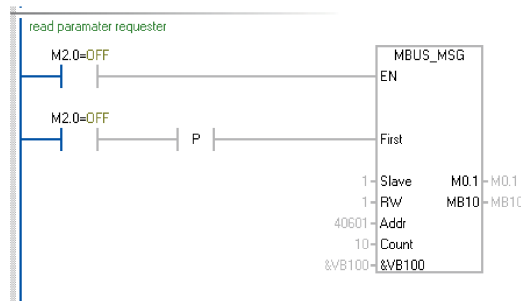 read paramater requester
M2.0=OFF
MBUS_MSG
EN
M2.0=OFF
P
First
1 Slave M0.1 M0.1
1 RW MB10 MB10
40601 Addr
10 Count
&VB100 &VB100